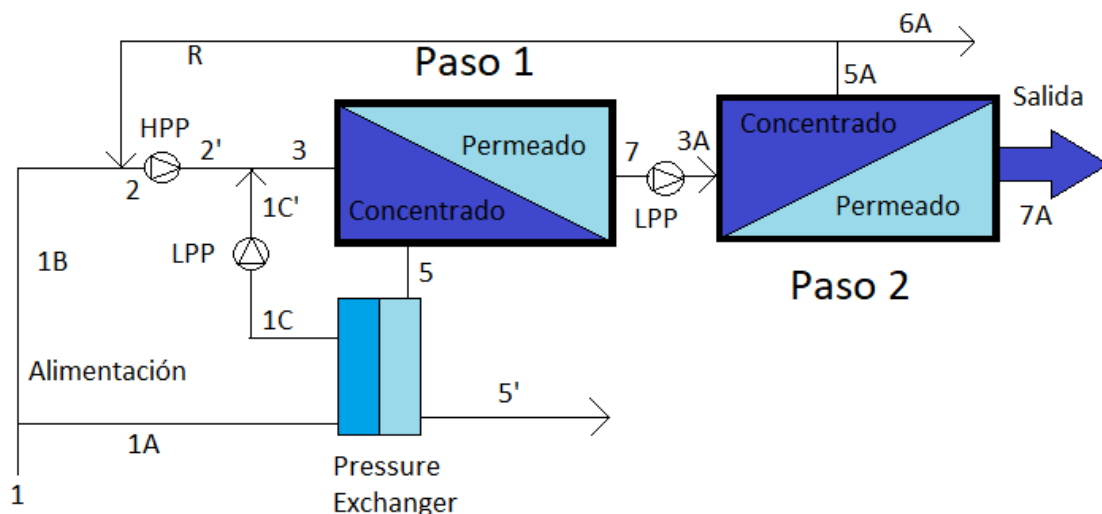 6A
R
Paso 1
5A
Salida
HPP
2'
3
Permeado
7
3A
Concentrado
2
1C'
Concentrado
LPP
Permeado
7A
1B
LPP
5
Paso 2
1C
Alimentación
5'
1A
Pressure
Exchanger
1